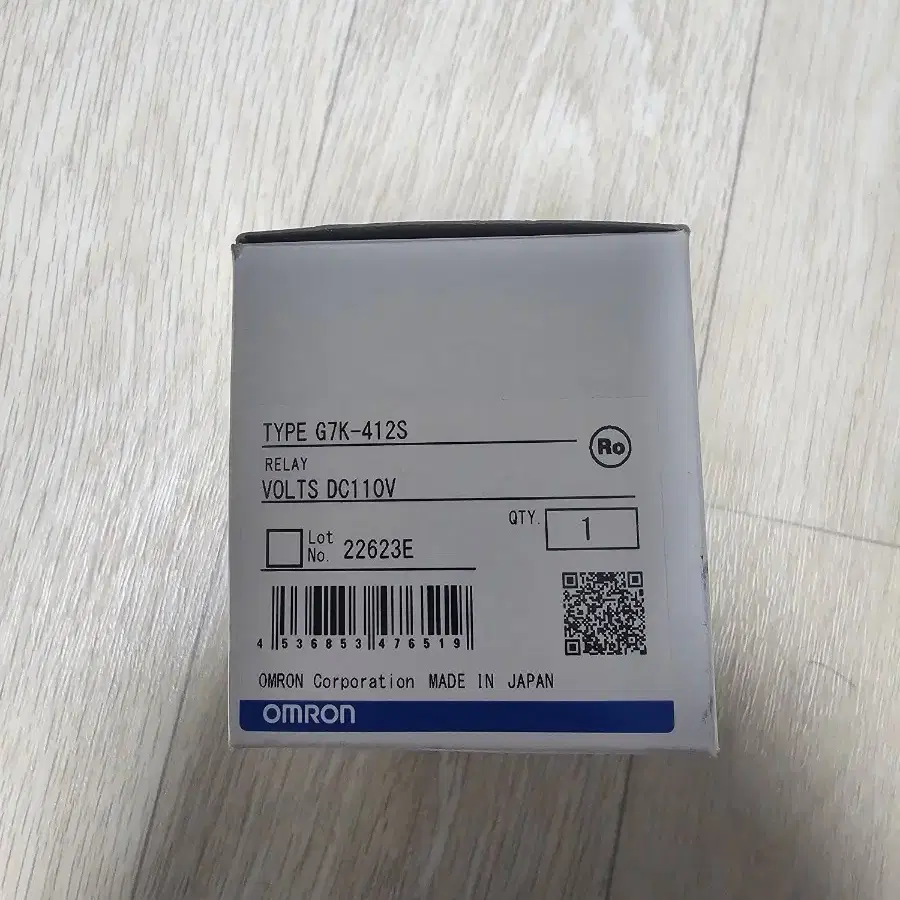 TYPE G7K-412S
Ro
RELAY
VOLTS DC110V
QTY. 1
Lot No. 22623E
4 536853 476519
OMRON Corporation MADE IN JAPAN
OMRON